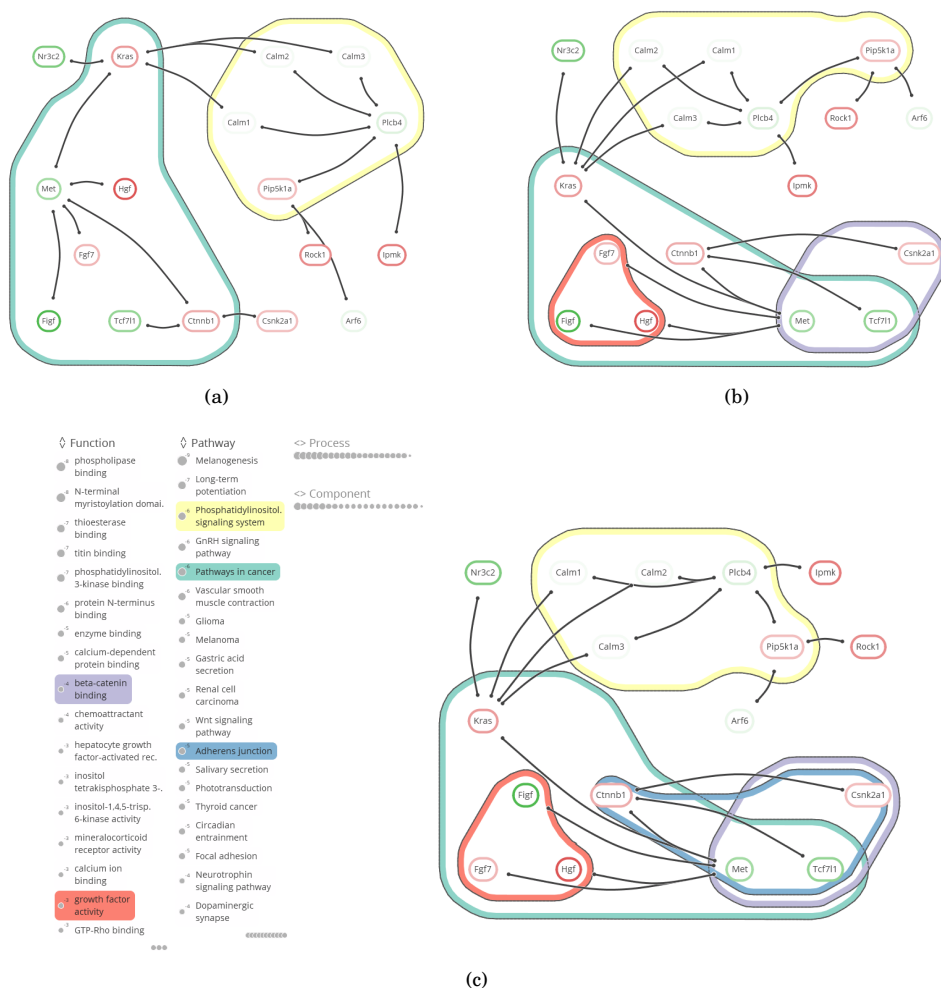 Nr3c2
Kras
Calm2
Calm3
Calm1
Plcb4
Met
Hgf
Pip5k1a
Fgf7
Rock1
Ipmk
Figf
Tcf7l1
Ctnnb1
Csnk2a1
Arf6
(a)
Nr3c2
Calm2
Calm1
Pip5k1a
Calm3
Plcb4
Rock1
Arf6
Kras
Ipmk
Fgf7
Ctnnb1
Csnk2a1
Figf
Hgf
Met
Tcf7l1
(b)
Function
phospholipase
binding
N-terminal
myristoylation domai.
thioesterase
binding
titin binding
phosphatidylinositol.
3-kinase binding
protein N-terminus
binding
enzyme binding
calcium-dependent
protein binding
beta-catenin
binding
chemoattractant
activity
hepatocyte growth
factor-activated rec.
inositol
tetrakisphosphate 3-.
inositol-1,4,5-trisp.
6-kinase activity
mineralocorticoid
receptor activity
calcium ion
binding
growth factor
activity
GTP-Rho binding
Pathway
Melanogenesis
Long-term
potentiation
Phosphatidylinositol.
signaling system
GnRH signaling
pathway
Pathways in cancer
Vascular smooth
muscle contraction
Glioma
Melanoma
Gastric acid
secretion
Renal cell
carcinoma
Wnt signaling
pathway
Adherens junction
Salivary secretion
Phototransduction
Thyroid cancer
Circadian
entrainment
Focal adhesion
Neurotrophin
signaling pathway
Dopaminergic
synapse
<> Process
<> Component
Nr3c2
Calm1
Calm2
Plcb4
Ipmk
Calm3
Pip5k1a
Rock1
Kras
Arf6
Figf
Ctnnb1
Csnk2a1
Fgf7
Hgf
Met
Tcf7l1
(c)